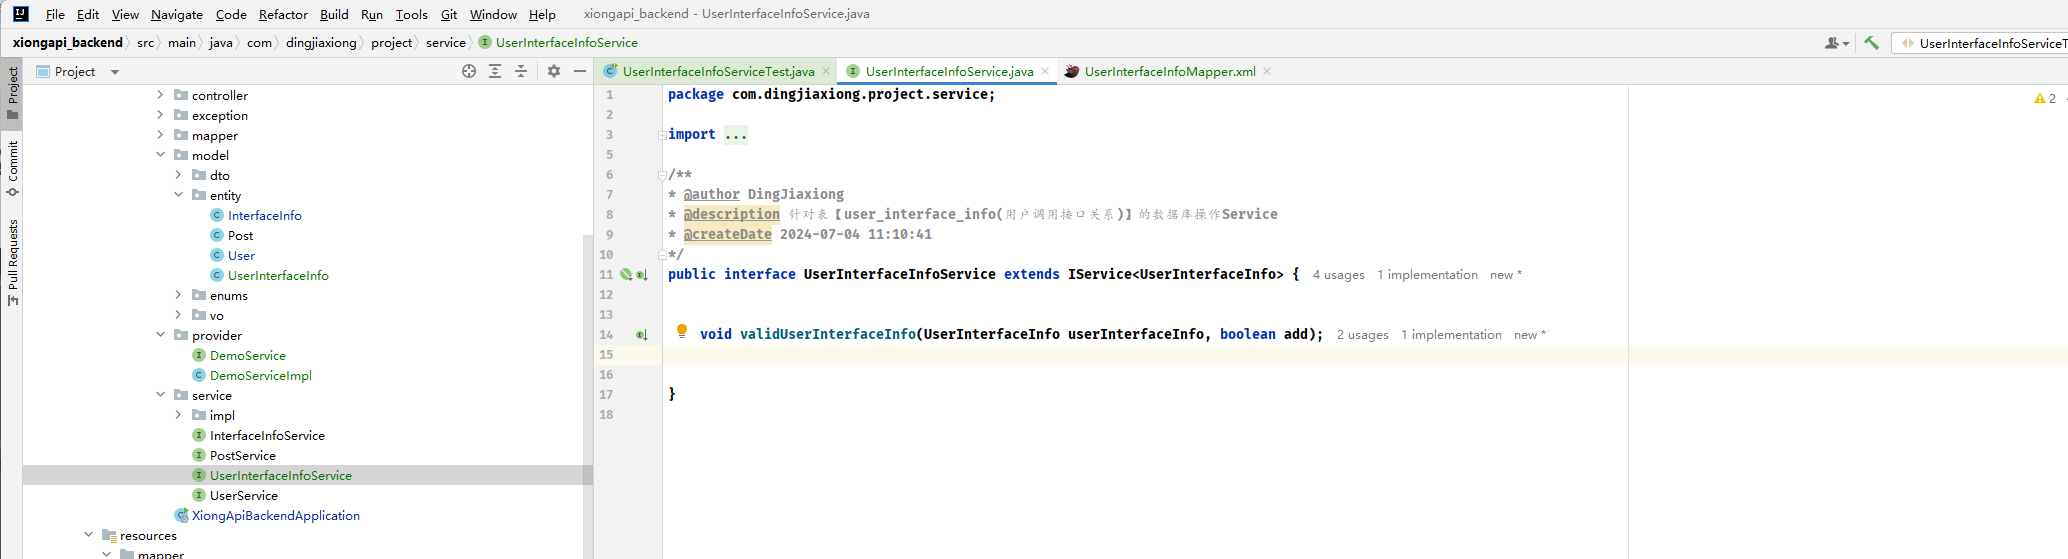 File Edit View Navigate Code Refactor Build Run Tools Git Window Help xiongapi_backend - UserInterfaceInfoService.java
xiongapi_backend src main java com dingjiaxiong project service UserInterfaceInfoService
UserInterfaceInfoServiceT
Project
Commit
Pull Requests
Project
controller
exception
mapper
model
dto
entity
InterfaceInfo
Post
User
UserInterfaceInfo
enums
vo
provider
DemoService
DemoServiceImpl
service
impl
InterfaceInfoService
PostService
UserInterfaceInfoService
UserService
XiongApiBackendApplication
resources
mapper
UserInterfaceInfoServiceTest.java UserInterfaceInfoService.java UserInterfaceInfoMapper.xml
2
1 package com.dingjiaxiong.project.service;
2
3 import ...
5
6 /**
7 * @author DingJiaxiong
8 * @description 针对表【user_interface_info(用户调用接口关系)】的数据库操作Service
9 * @createDate 2024-07-04 11:10:41
10 */
11 public interface UserInterfaceInfoService extends IService<UserInterfaceInfo> { 4 usages 1 implementation new *
12
13
14 void validUserInterfaceInfo(UserInterfaceInfo userInterfaceInfo, boolean add); 2 usages 1 implementation new *
15
16
17 }
18